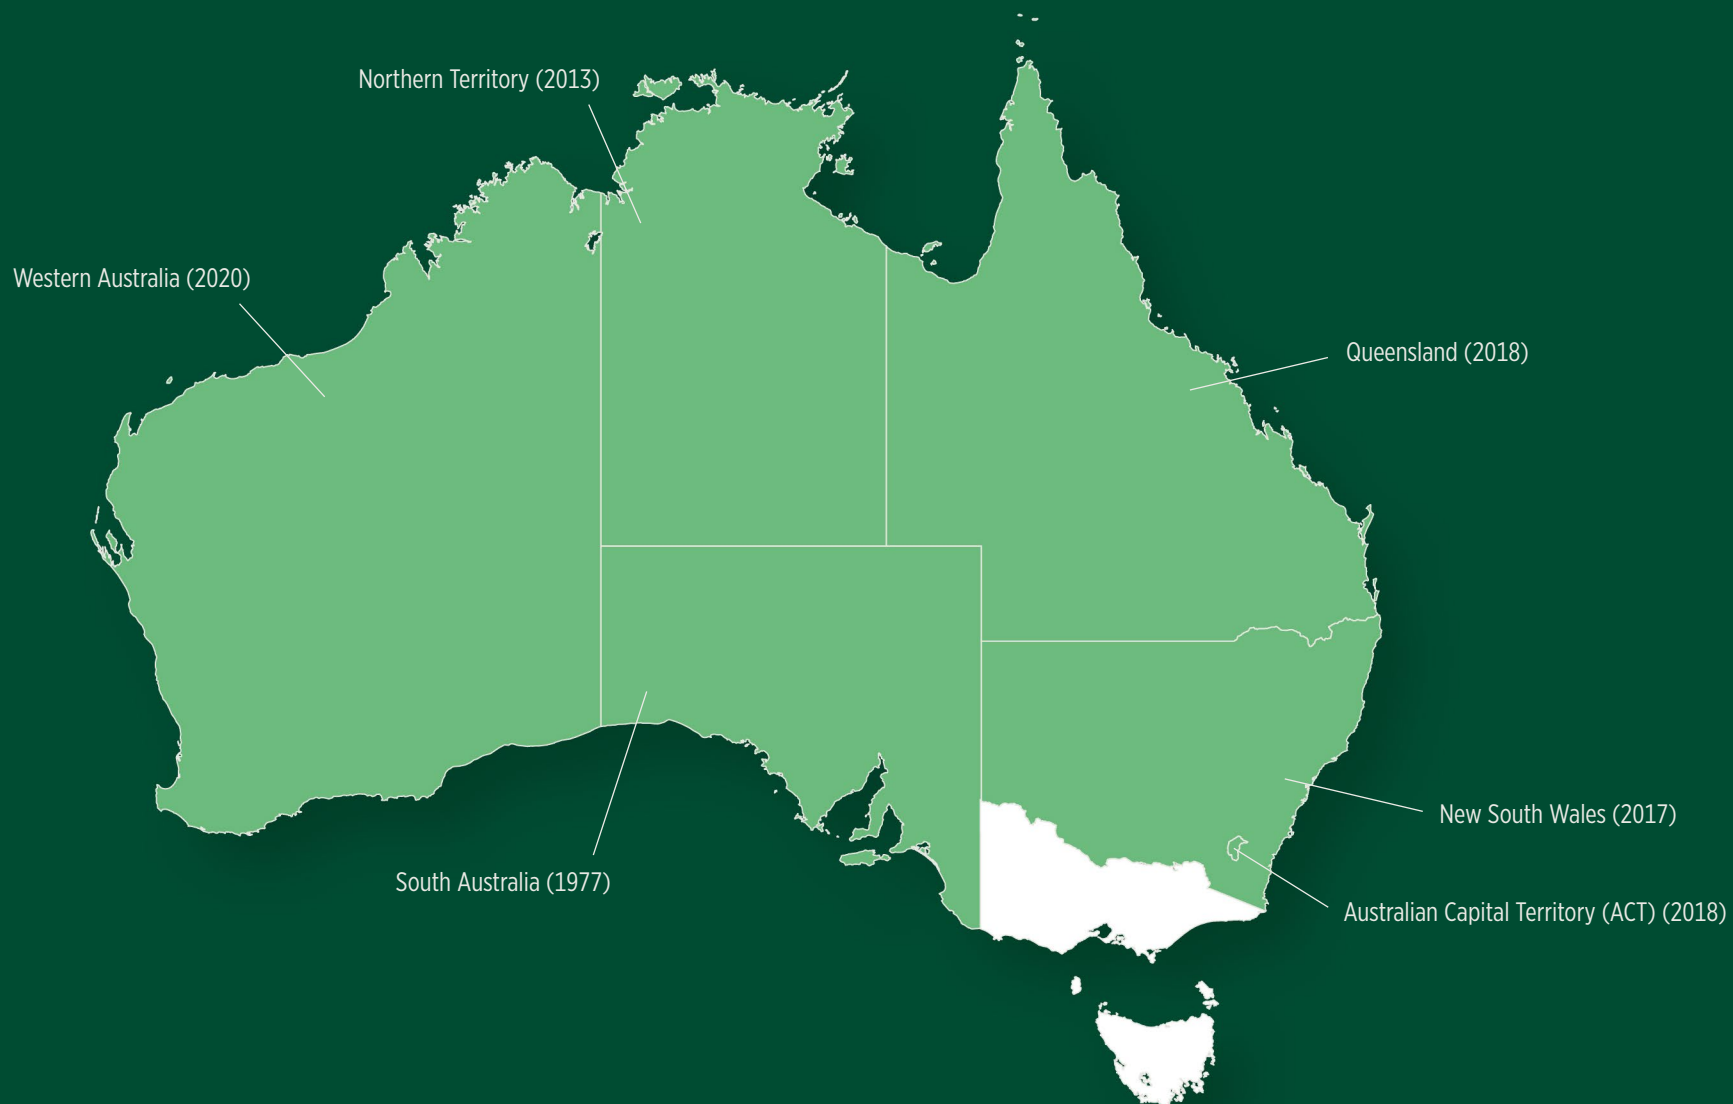 Northern Territory (2013)
Western Australia (2020)
Queensland (2018)
New South Wales (2017)
South Australia (1977)
Australian Capital Territory (ACT) (2018)